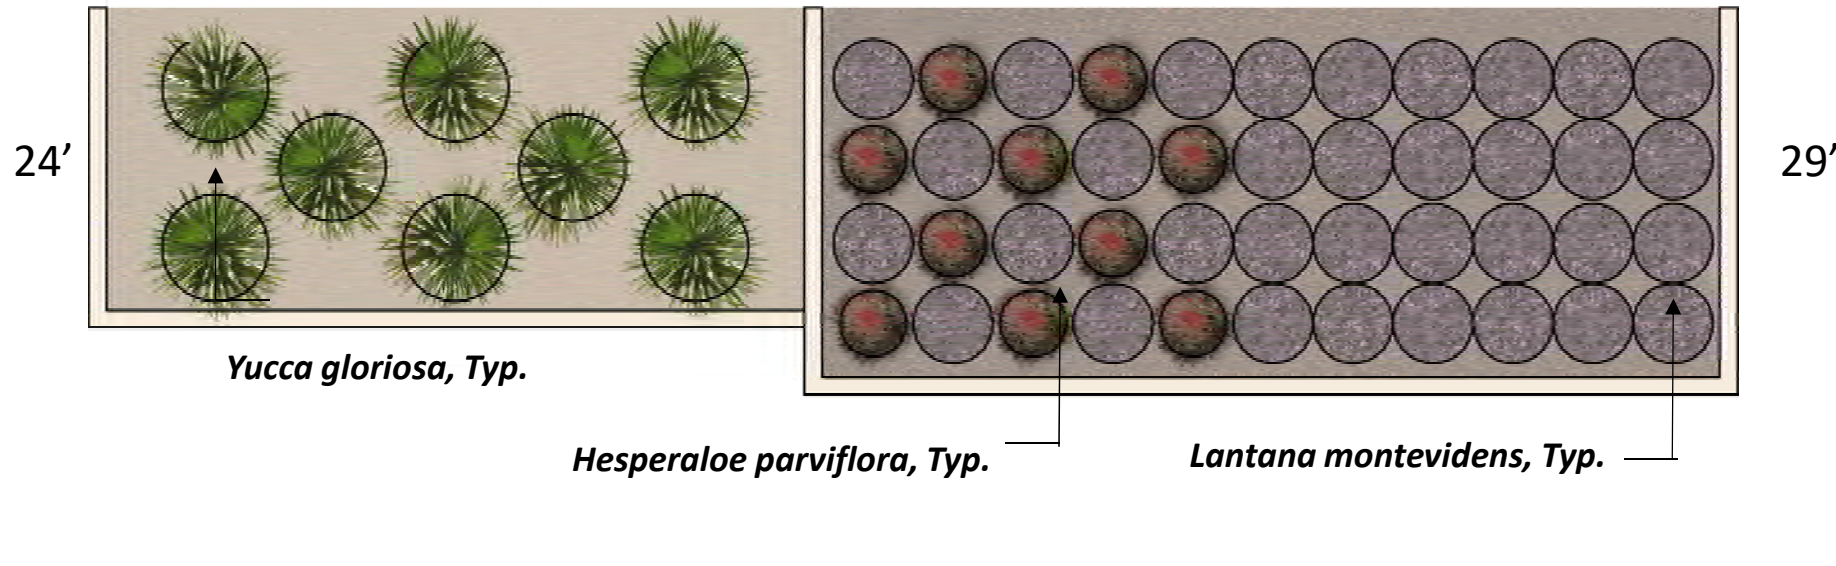 24’
29’
Yucca gloriosa, Typ.
Hesperaloe parviflora, Typ.
Lantana montevidens, Typ.